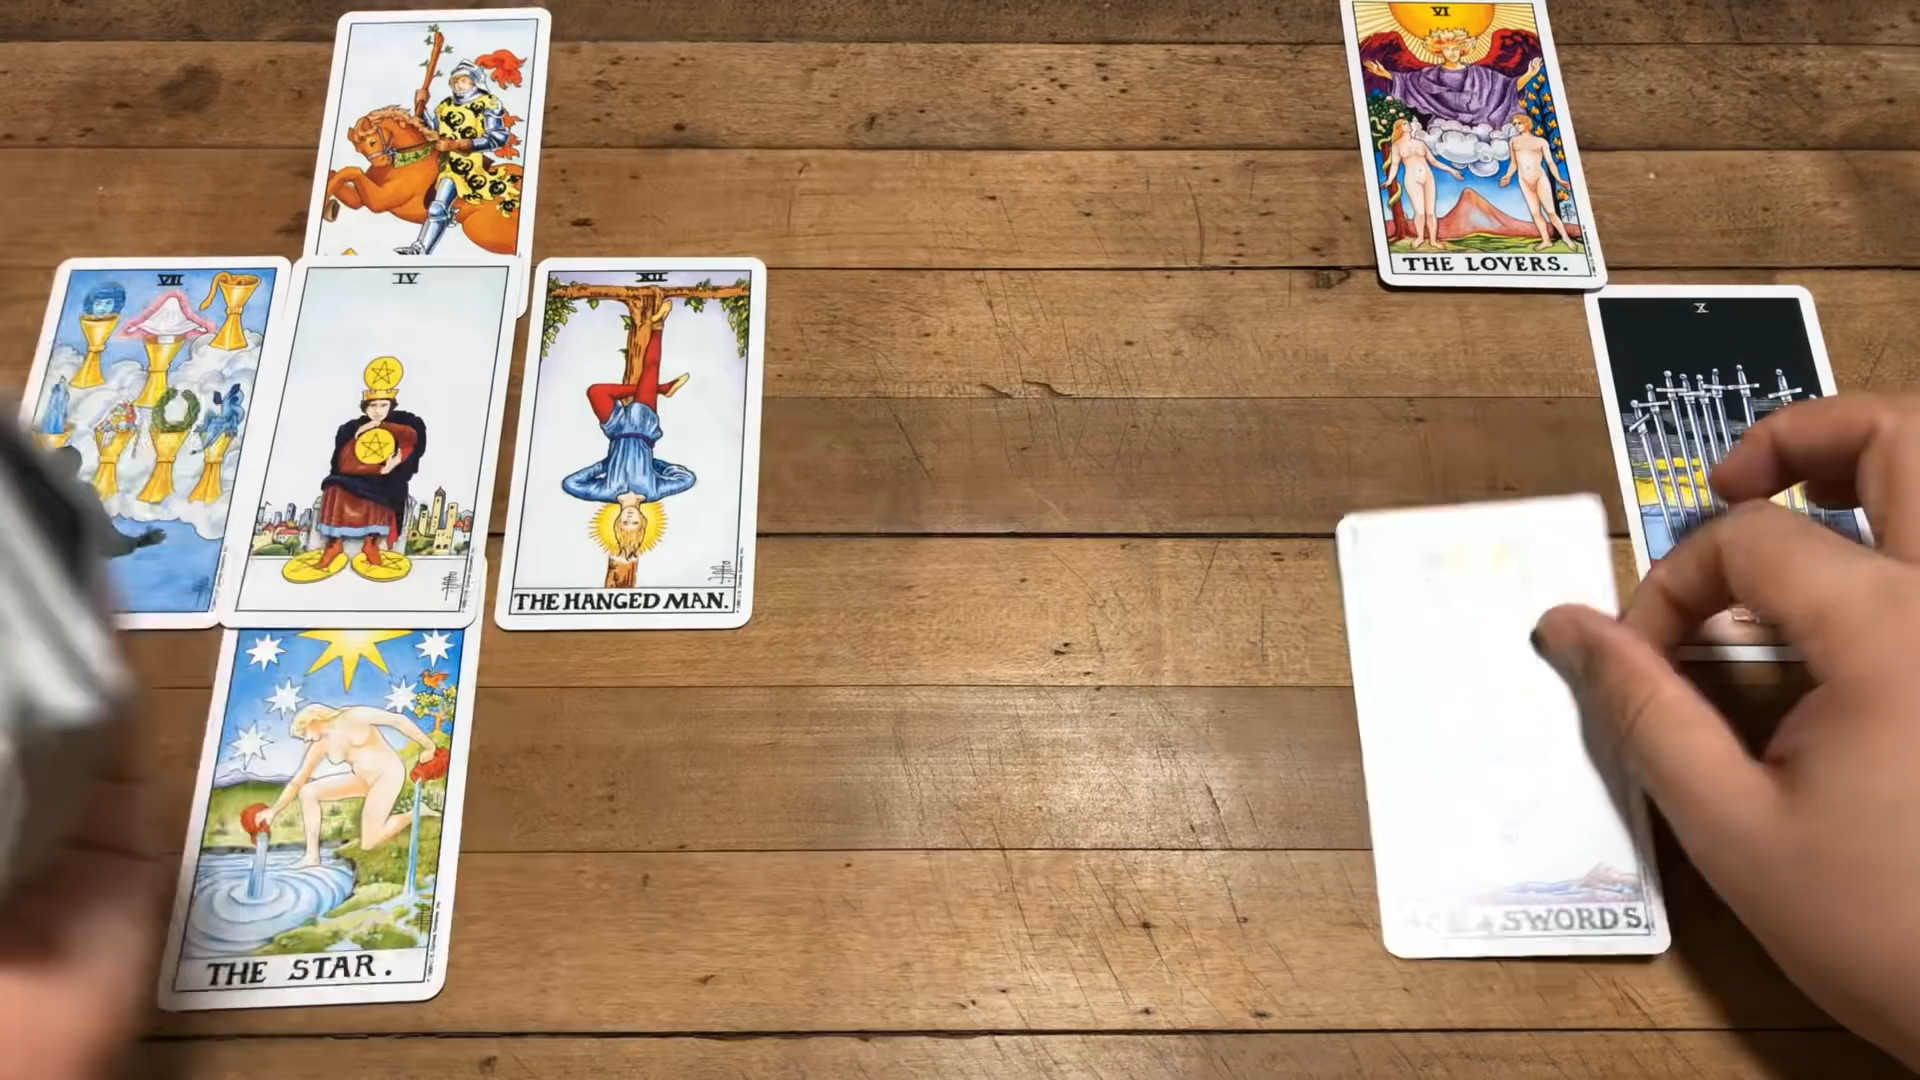 VI
THE LOVERS.
VII
IV
XII
X
THE HANGED MAN.
SWORDS.
THE STAR.